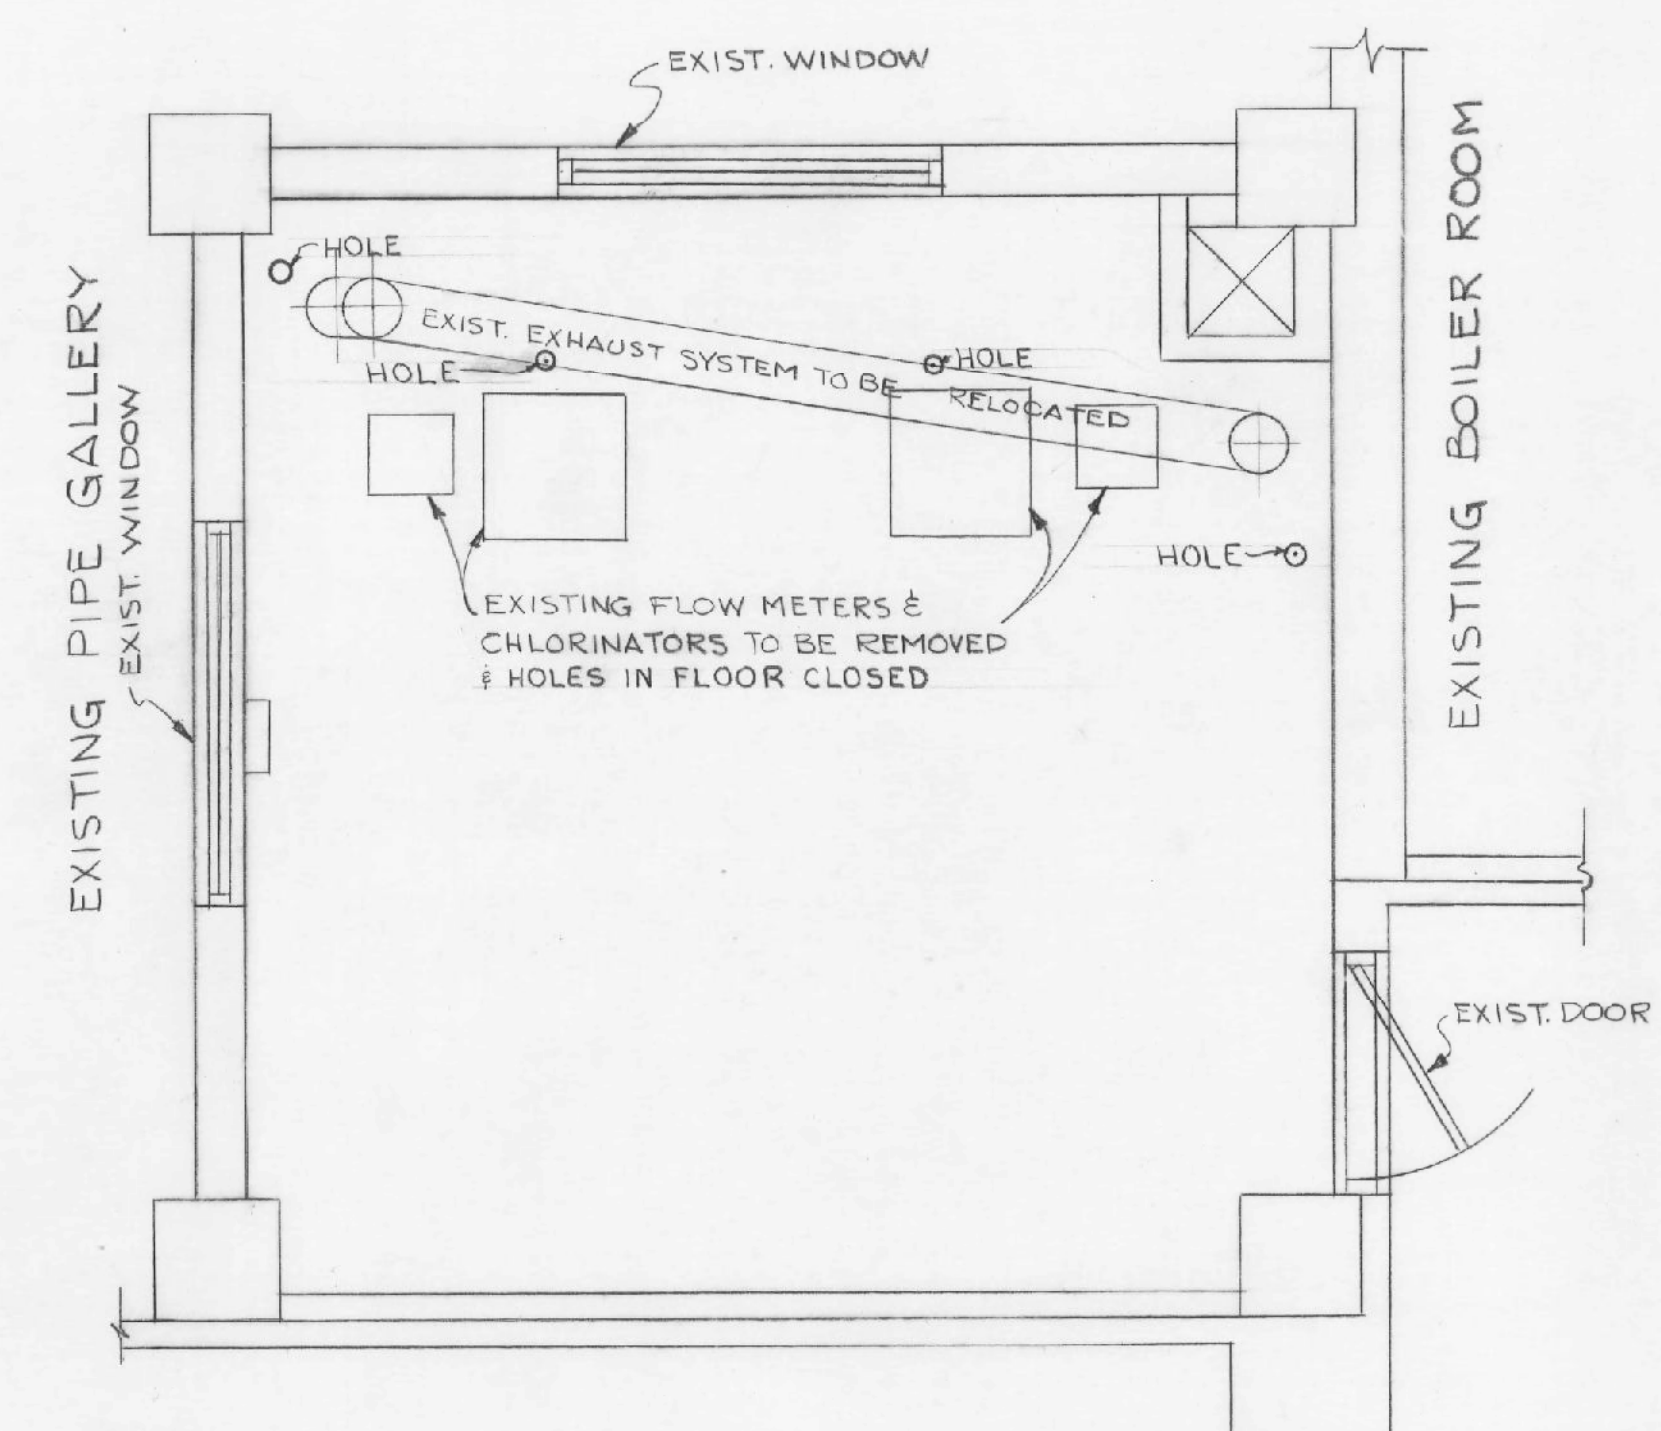 EXIST. WINDOW
HOLE
EXIST. EXHAUST SYSTEM TO BE RELOCATED
HOLE
HOLE
HOLE
EXISTING FLOW METERS &
CHLORINATORS TO BE REMOVED
& HOLES IN FLOOR CLOSED
EXISTING PIPE GALLERY
EXIST. WINDOW
EXISTING BOILER ROOM
EXIST. DOOR